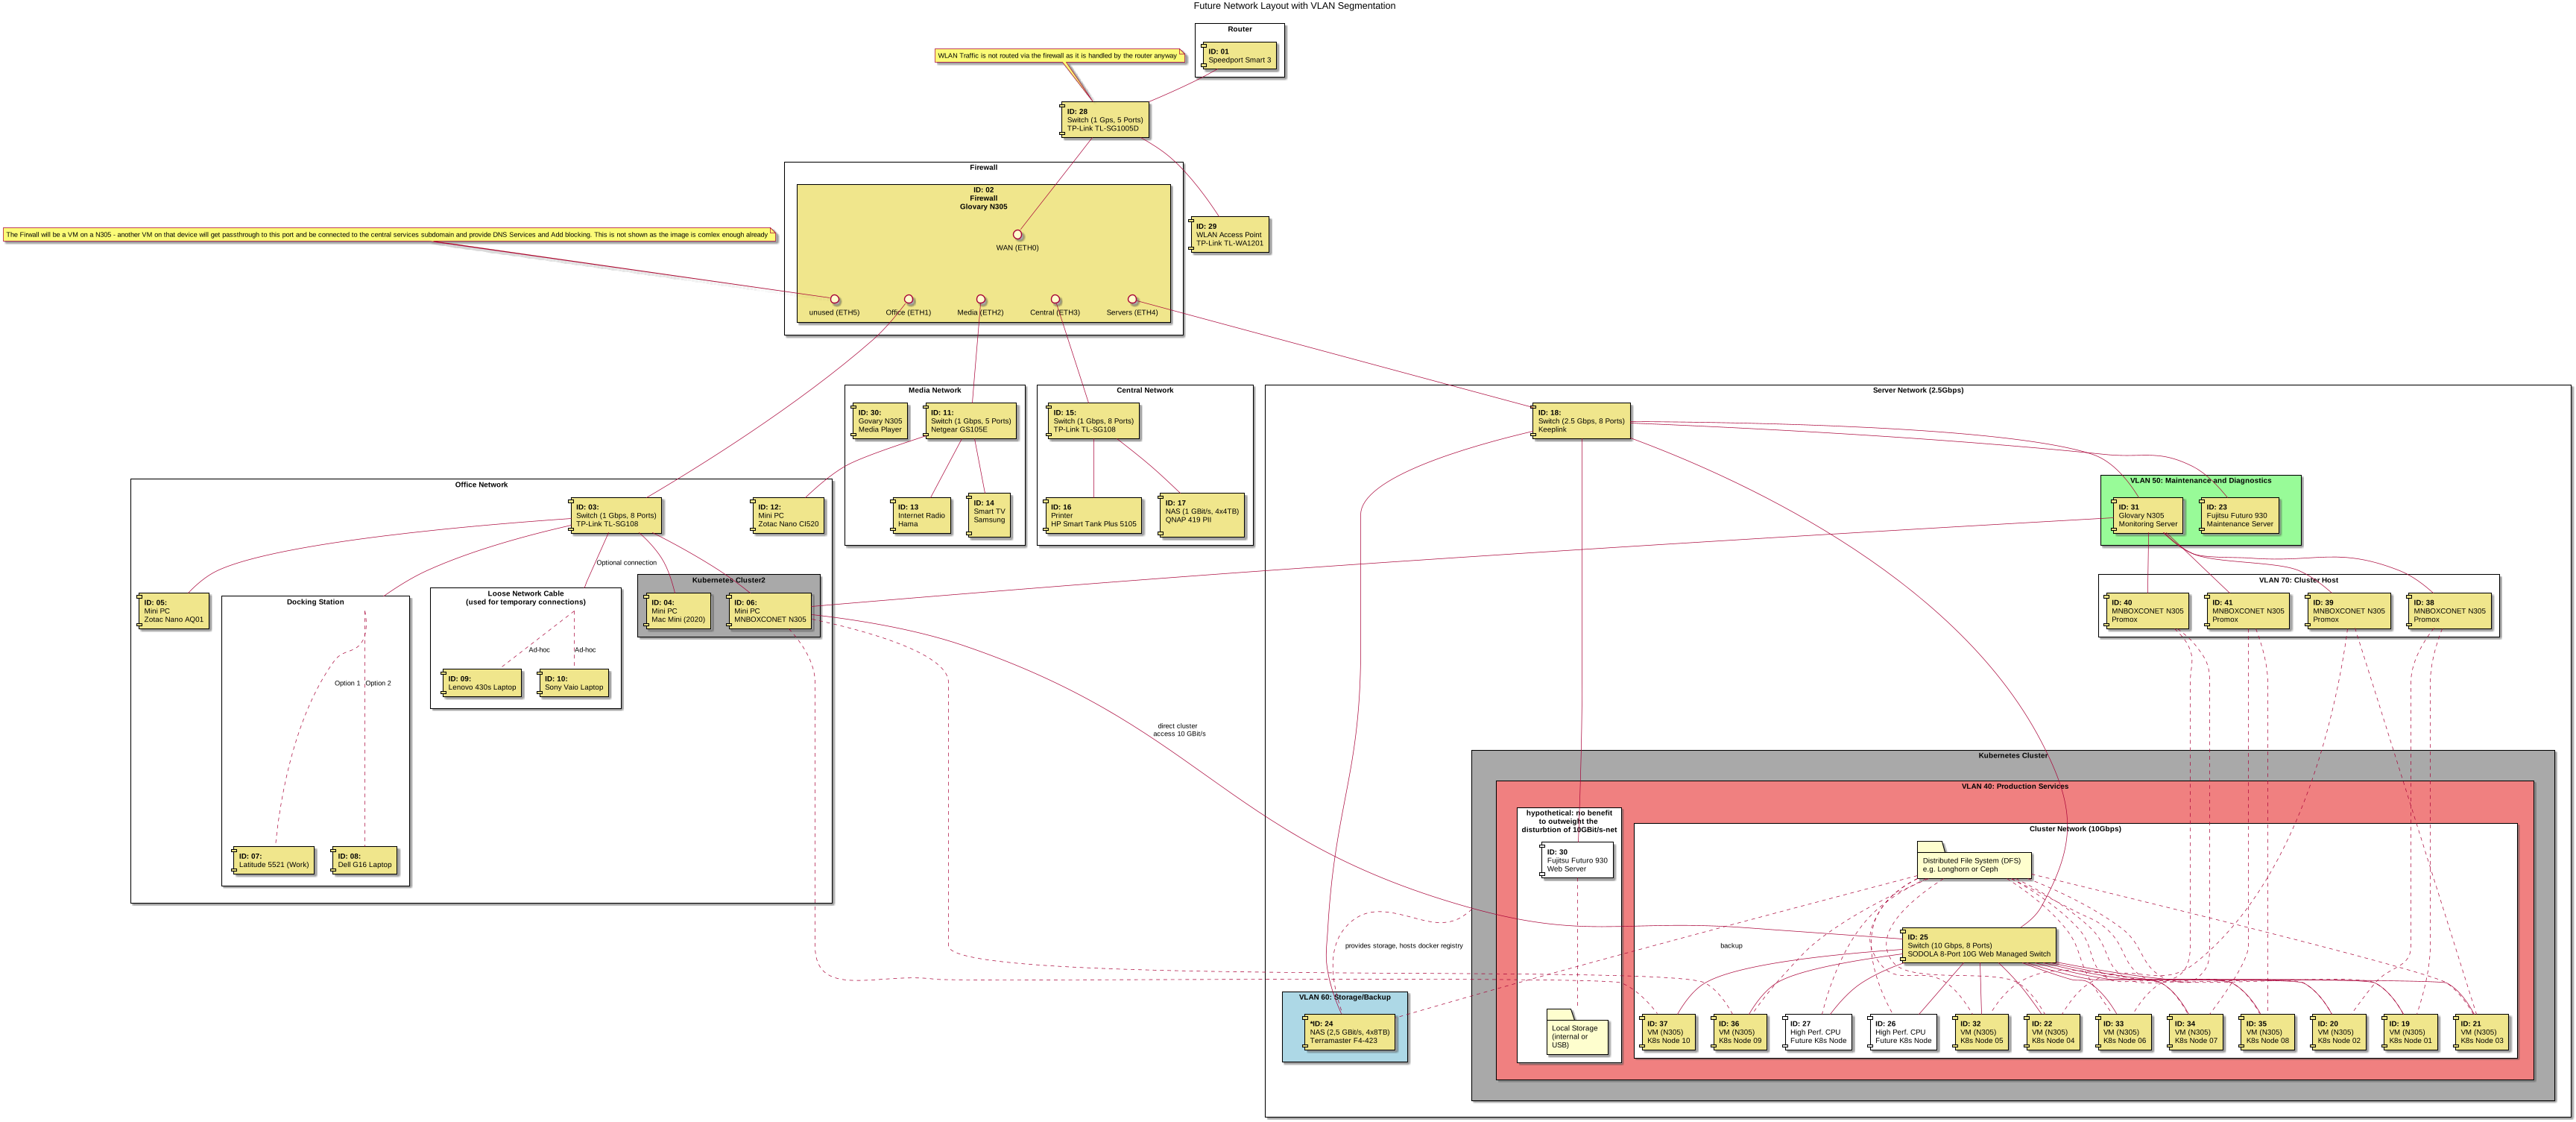 Future Network Layout with VLAN Segmentation
Router
ID: 01
Speedport Smart 3
WLAN Traffic is not routed via the firewall as it is handled by the router anyway
ID: 28
Switch (1 Gps, 5 Ports)
TP-Link TL-SG1005D
Firewall
ID: 02
Firewall
Glovary N305
WAN (ETH0)
ID: 29
WLAN Access Point
TP-Link TL-WA1201
The Firwall will be a VM on a N305 - another VM on that device will get passthrough to this port and be connected to the central services subdomain and provide DNS Services and Add blocking. This is not shown as the image is comlex enough already
unused (ETH5)
Office (ETH1)
Media (ETH2)
Central (ETH3)
Servers (ETH4)
Media Network
ID: 30:
Govary N305
Media Player
ID: 11:
Switch (1 Gbps, 5 Ports)
Netgear GS105E
ID: 13
Internet Radio
Hama
ID: 14
Smart TV
Samsung
Central Network
ID: 15:
Switch (1 Gbps, 8 Ports)
TP-Link TL-SG108
ID: 16
Printer
HP Smart Tank Plus 5105
ID: 17
NAS (1 GBit/s, 4x4TB)
QNAP 419 PII
Server Network (2.5Gbps)
ID: 18:
Switch (2.5 Gbps, 8 Ports)
Keeplink
VLAN 50: Maintenance and Diagnostics
ID: 31
Glovary N305
Monitoring Server
ID: 23
Fujitsu Futuro 930
Maintenance Server
Office Network
ID: 03:
Switch (1 Gbps, 8 Ports)
TP-Link TL-SG108
ID: 12:
Mini PC
Zotac Nano CI520
Optional connection
ID: 05:
Mini PC
Zotac Nano AQ01
Docking Station
Option 1
Option 2
ID: 07:
Latitude 5521 (Work)
ID: 08:
Dell G16 Laptop
Loose Network Cable
(used for temporary connections)
Ad-hoc
Ad-hoc
ID: 09:
Lenovo 430s Laptop
ID: 10:
Sony Vaio Laptop
Kubernetes Cluster2
ID: 04:
Mini PC
Mac Mini (2020)
ID: 06:
Mini PC
MNBOXCONET N305
VLAN 70: Cluster Host
ID: 40
MNBOXCONET N305
Promox
ID: 41
MNBOXCONET N305
Promox
ID: 39
MNBOXCONET N305
Promox
ID: 38
MNBOXCONET N305
Promox
direct cluster
access 10 GBit/s
Kubernetes Cluster
VLAN 40: Production Services
hypothetical: no benefit
to outweight the
disturbtion of 10GBit/s-net
ID: 30
Fujitsu Futuro 930
Web Server
Local Storage
(internal or
USB)
Cluster Network (10Gbps)
Distributed File System (DFS)
e.g. Longhorn or Ceph
ID: 25
Switch (10 Gbps, 8 Ports)
SODOLA 8-Port 10G Web Managed Switch
provides storage, hosts docker registry
backup
VLAN 60: Storage/Backup
*ID: 24
NAS (2,5 GBit/s, 4x8TB)
Terramaster F4-423
ID: 37
VM (N305)
K8s Node 10
ID: 36
VM (N305)
K8s Node 09
ID: 27
High Perf. CPU
Future K8s Node
ID: 26
High Perf. CPU
Future K8s Node
ID: 32
VM (N305)
K8s Node 05
ID: 22
VM (N305)
K8s Node 04
ID: 33
VM (N305)
K8s Node 06
ID: 34
VM (N305)
K8s Node 07
ID: 35
VM (N305)
K8s Node 08
ID: 20
VM (N305)
K8s Node 02
ID: 19
VM (N305)
K8s Node 01
ID: 21
VM (N305)
K8s Node 03